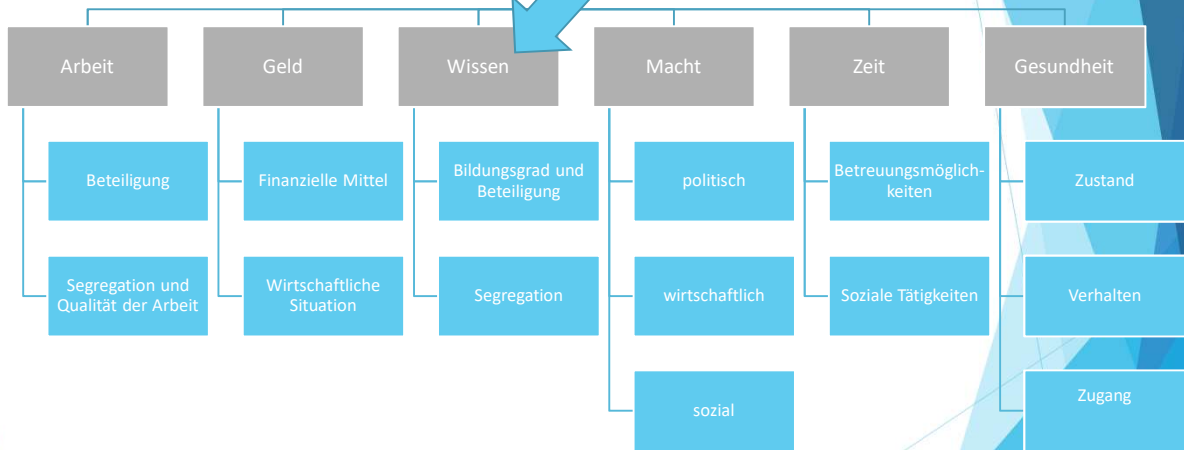 Arbeit
Geld
Wissen
Macht
Zeit
Gesundheit
Beteiligung
Finanzielle Mittel
Bildungsgrad und
Beteiligung
politisch
Betreuungsmöglich-
keiten
Zustand
Segregation und
Qualität der Arbeit
Wirtschaftliche
Situation
Segregation
wirtschaftlich
Soziale Tätigkeiten
Verhalten
sozial
Zugang